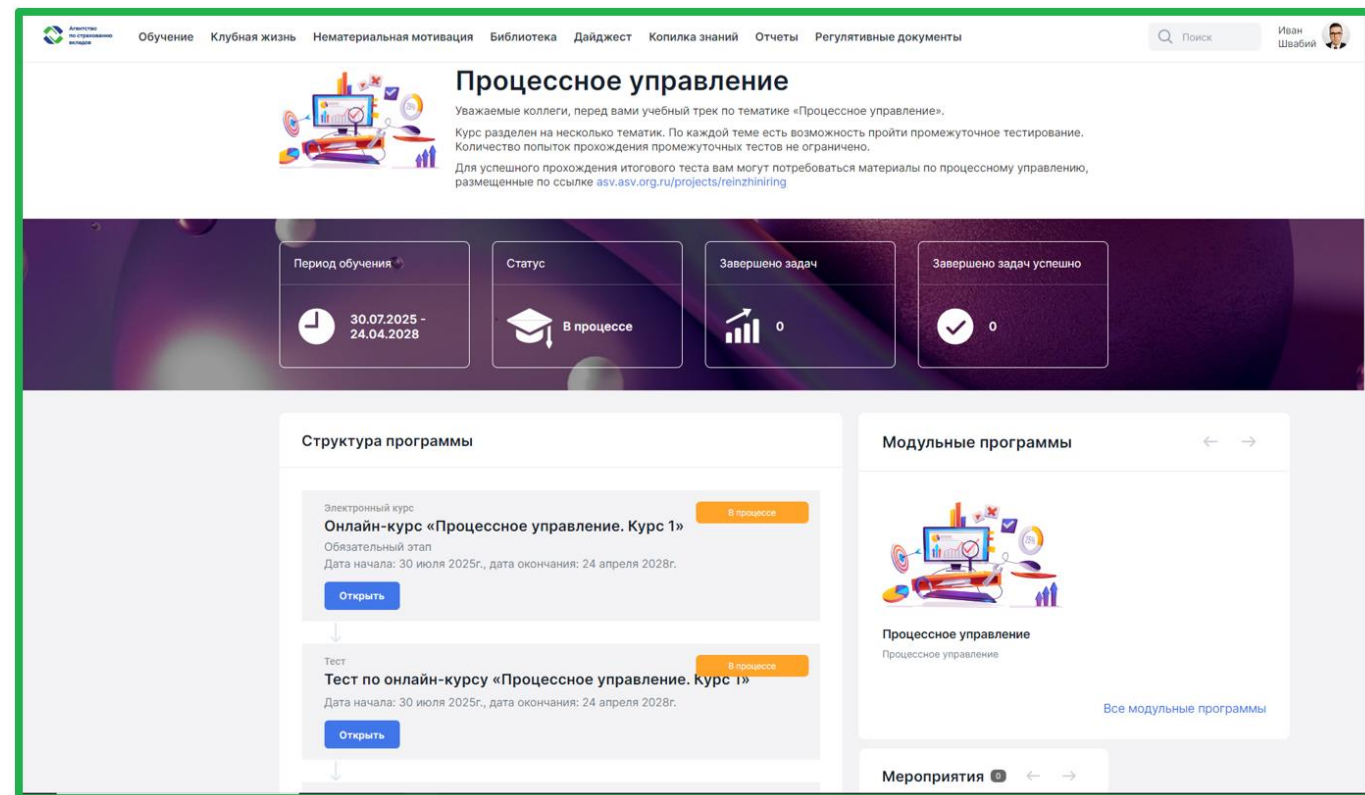 Агентство
по страхованию
вкладов
Обучение Клубная жизнь Нематериальная мотивация Библиотека Дайджест Копилка знаний Отчеты Регулятивные документы
Поиск
Иван
Швабий
Процессное управление
Уважаемые коллеги, перед вами учебный трек по тематике «Процессное управление».
Курс разделен на несколько тематик. По каждой теме есть возможность пройти промежуточное тестирование.
Количество попыток прохождения промежуточных тестов не ограничено.
Для успешного прохождения итогового теста вам могут потребоваться материалы по процессному управлению,
размещенные по ссылке asv.asv.org.ru/projects/reinzhiniring
Период обучения
30.07.2025 -
24.04.2028
Статус
В процессе
Завершено задач
0
Завершено задач успешно
0
Структура программы
Электронный курс
В процессе
Онлайн-курс «Процессное управление. Курс 1»
Обязательный этап
Дата начала: 30 июля 2025г., дата окончания: 24 апреля 2028г.
Открыть
Тест
В процессе
Тест по онлайн-курсу «Процессное управление. Курс 1»
Дата начала: 30 июля 2025г., дата окончания: 24 апреля 2028г.
Открыть
Модульные программы
Процессное управление
Процессное управление
Все модульные программы
Мероприятия 0